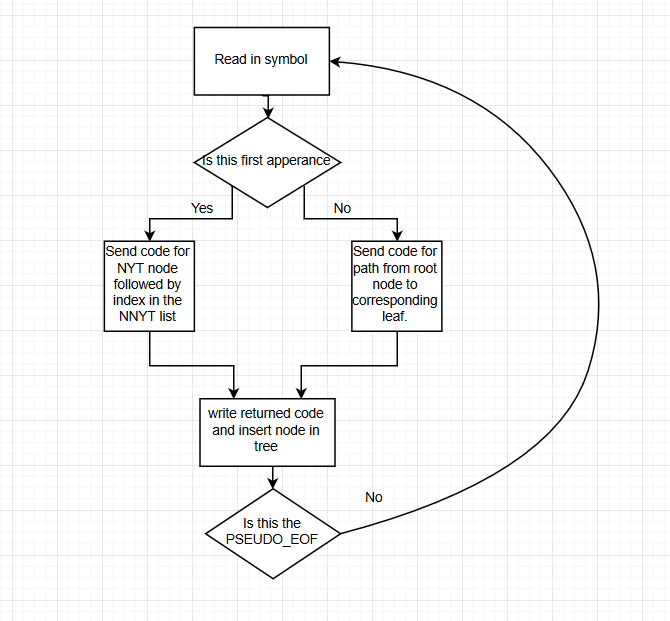 Read in symbol
Is this first apperance
Yes
No
Send code for
NYT node
followed by
index in the
NNYT list
Send code for
path from root
node to
corresponding
leaf.
write returned code
and insert node in
tree
No
Is this the
PSEUDO_EOF